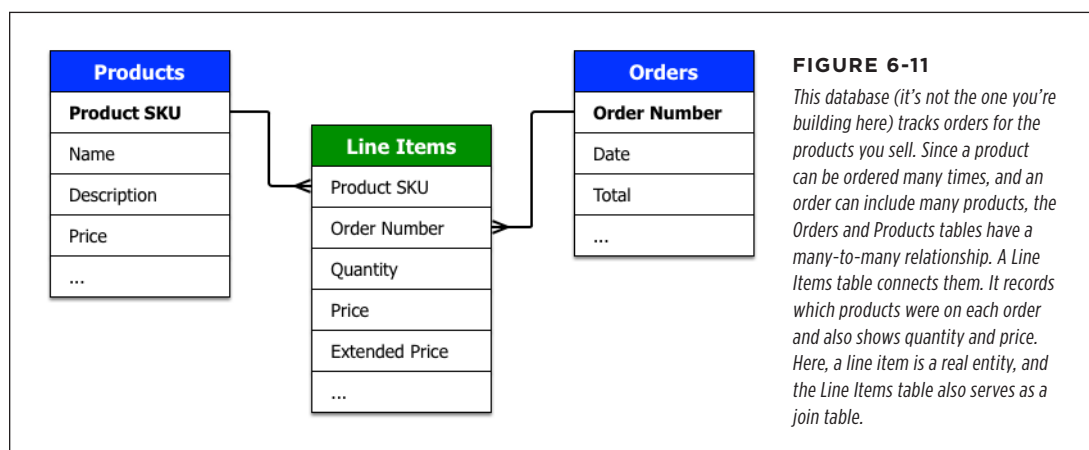 Products
Product SKU
Name
Description
Price
...
Line Items
Product SKU
Order Number
Quantity
Price
Extended Price
...
Orders
Order Number
Date
Total
...
FIGURE 6-11
This database (it's not the one you're
building here) tracks orders for the
products you sell. Since a product
can be ordered many times, and an
order can include many products, the
Orders and Products tables have a
many-to-many relationship. A Line
Items table connects them. It records
which products were on each order
and also shows quantity and price.
Here, a line item is a real entity, and
the Line Items table also serves as a
join table.